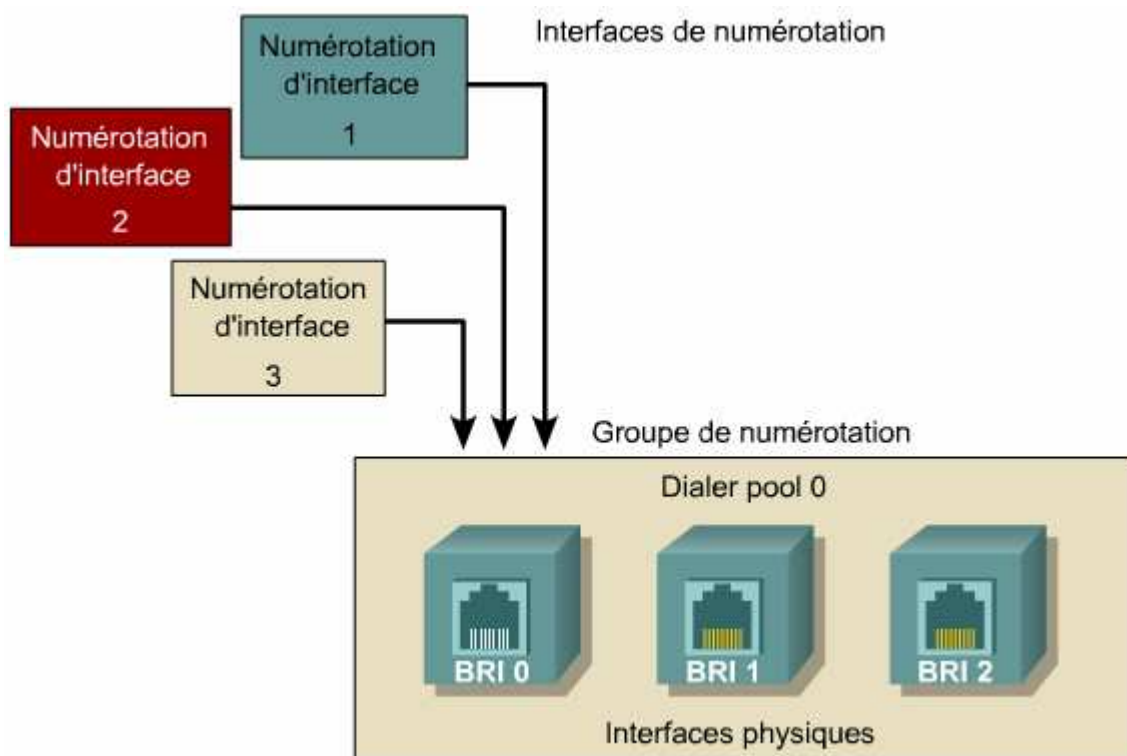 Interfaces de numérotation
Numérotation
d'interface
1
Numérotation
d'interface
2
Numérotation
d'interface
3
Groupe de numérotation
Dialer pool 0
BRI 0
BRI 1
BRI 2
Interfaces physiques